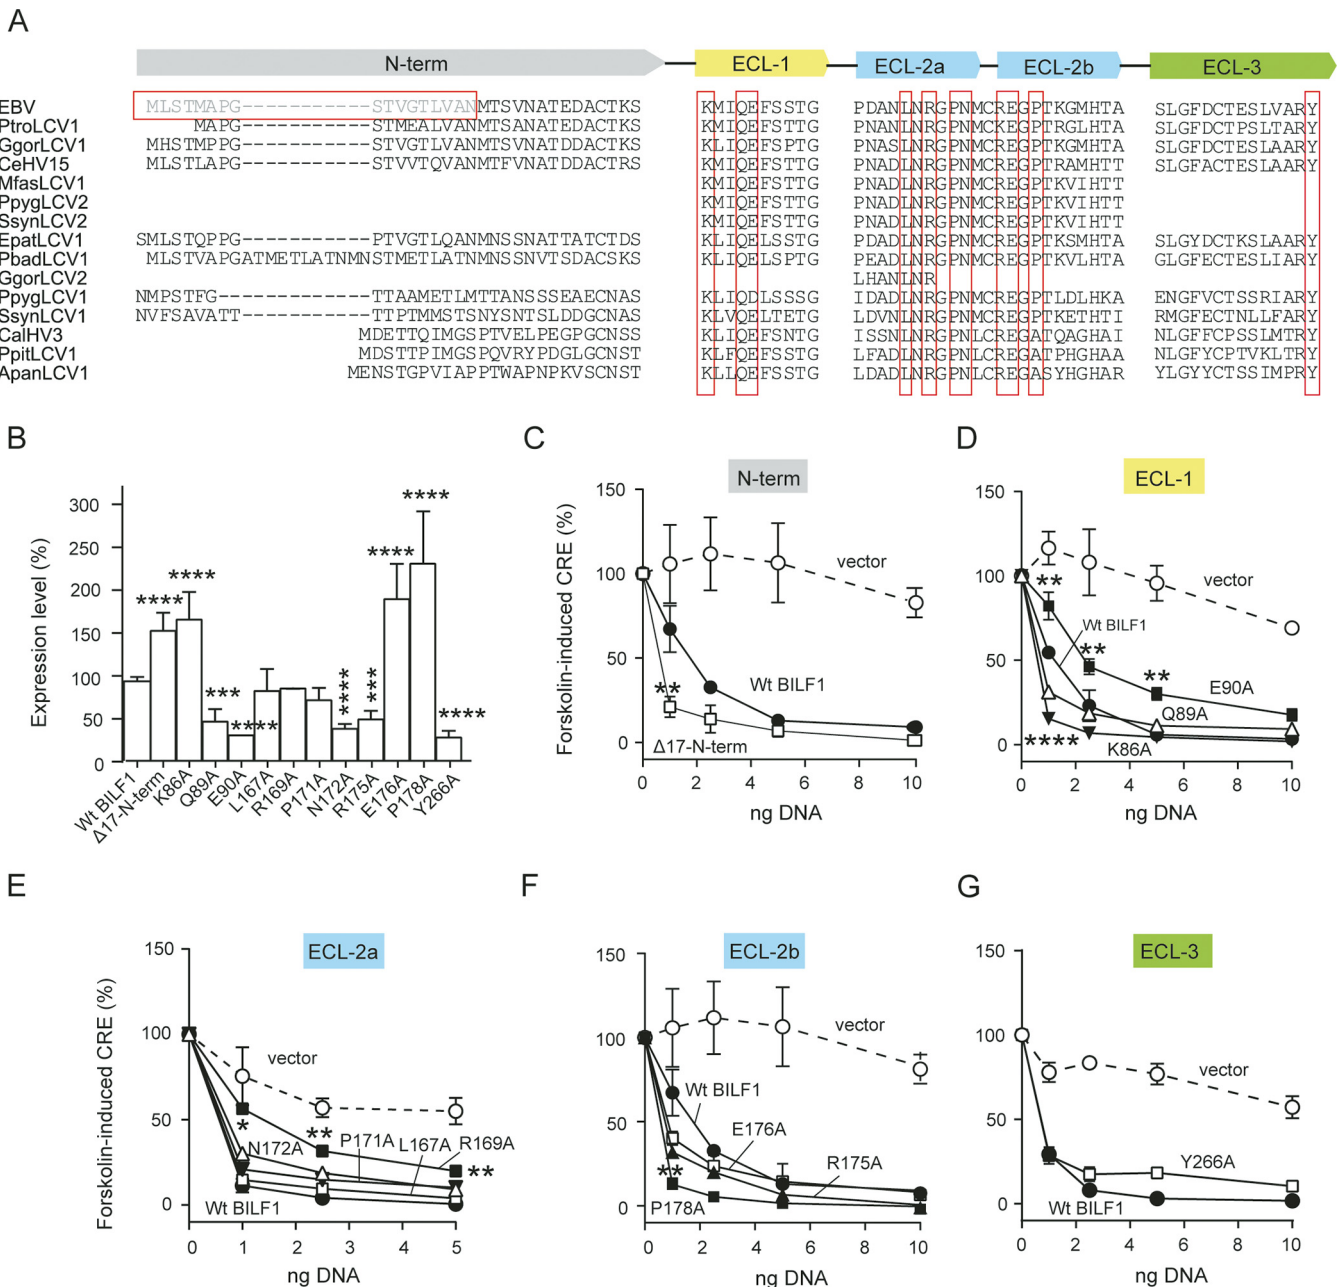 A
N-term ECL-1 ECL-2a ECL-2b ECL-3
EBV MLSTMAPG-------------STVGTLVANMTSVNATEDACTKS KMIQEFSSTG PDANLNRGPNMCREGPTKGMHTA SLGFDCTESLVARY
PtroLCV1 MAPG-------------STMEALVANMTSANATEDACTKS KMIQEFSTTG PNANLNRGPNMCKEGPTRGLHTA SLGFDCTPSLTARY
GgorLCV1 MHSTMPPG-------------STVGTLVANMTSVNATEDACTKS KLIQEFSPTG PNASLNRGPNMCREGPTKGMHTA SLGFDCTESLAARY
CeHV15 MLSTLAPG-------------STVVTQVANMTFVNATDDACTRS KLIQEFSSTG PNADLNRGPNMCREGPTRAMHTT SLGFACTESLAARY
MfasLCV1 KMIQEFSTTG PNADLNRGPNMCREGPTKVIHTT
PpygLCV2 KMIQEFSTTG PNADLNRGPNMCREGPTKVIHTT
SsynLCV2 KMIQEFSTTG PNADLNRGPNMCREGPTKVIHTT
EpatLCV1 SMLSTQPPG-------------PTVGTLQANMNSSNATTATCTDS KLIQELSSTG PDADLNRGPNMCREGPTKSMHTA SLGYDCTKSLAARY
PbadLCV1 MLSTVAPGATMETLATNMNSTMETLATNMNSSNVTSDACSKS KLIQELSPTG PEADLNRGPNMCREGPTKVLHTA SLGFECTESLIARY
GgorLCV2 LHANLNR
PpygLCV1 NMPSTFG-------------TTAAMETLMTTANSSSEAECNAS KLIQDLSSSG IDADLNRGPNMCREGPTLDLHKA ENGFVCTSSRIARY
SsynLCV1 NVFSAVATT-----------TTPTMMSTSNYSNTSLDDGCNAS KLVQELTETG LDVNLNRGPNMCREGPTKETHTI RMGFECTNLLFARY
CalHV3 MDETTQIMGSPTVELPEGPGCNSS KLIQEFSNTG ISSNLNRGPNLCREGATQAGHAI NLGFFCPSSLMTRY
PpitLCV1 MDSTTPIMGSPQVRYPDGLGCNST KLFQEFSSTG LFADLNRGPNLCREGATPHGHAA NLGFYCPTVKLTRY
ApanLCV1 MENSTGPVIAPPTWAPNPKVSCNST KLLQEFSSTG LDADLNRGPNLCREGASYHGHAR YLGYYCTSSIMPRY
B
Expression level (%)
300
250
200
150
100
50
0
**** **** *** **** **** *** **** **** ****
Wt BILF1 Δ17-N-term K86A Q89A E90A L167A R169A P171A N172A R175A E176A P178A Y266A
C
N-term
Forskolin-induced CRE (%)
150
100
50
0
vector
Wt BILF1
**
Δ17-N-term
0 2 4 6 8 10
ng DNA
D
ECL-1
150
100
50
0
vector
**
Wt BILF1
** **
E90A
Q89A
**** K86A
0 2 4 6 8 10
ng DNA
E
ECL-2a
Forskolin-induced CRE (%)
150
100
50
0
vector
* **
N172A P171A L167A R169A
**
Wt BILF1
0 1 2 3 4 5
ng DNA
F
ECL-2b
150
100
50
0
vector
Wt BILF1
E176A
R175A
**
P178A
0 2 4 6 8 10
ng DNA
G
ECL-3
150
100
50
0
vector
Y266A
Wt BILF1
0 2 4 6 8 10
ng DNA